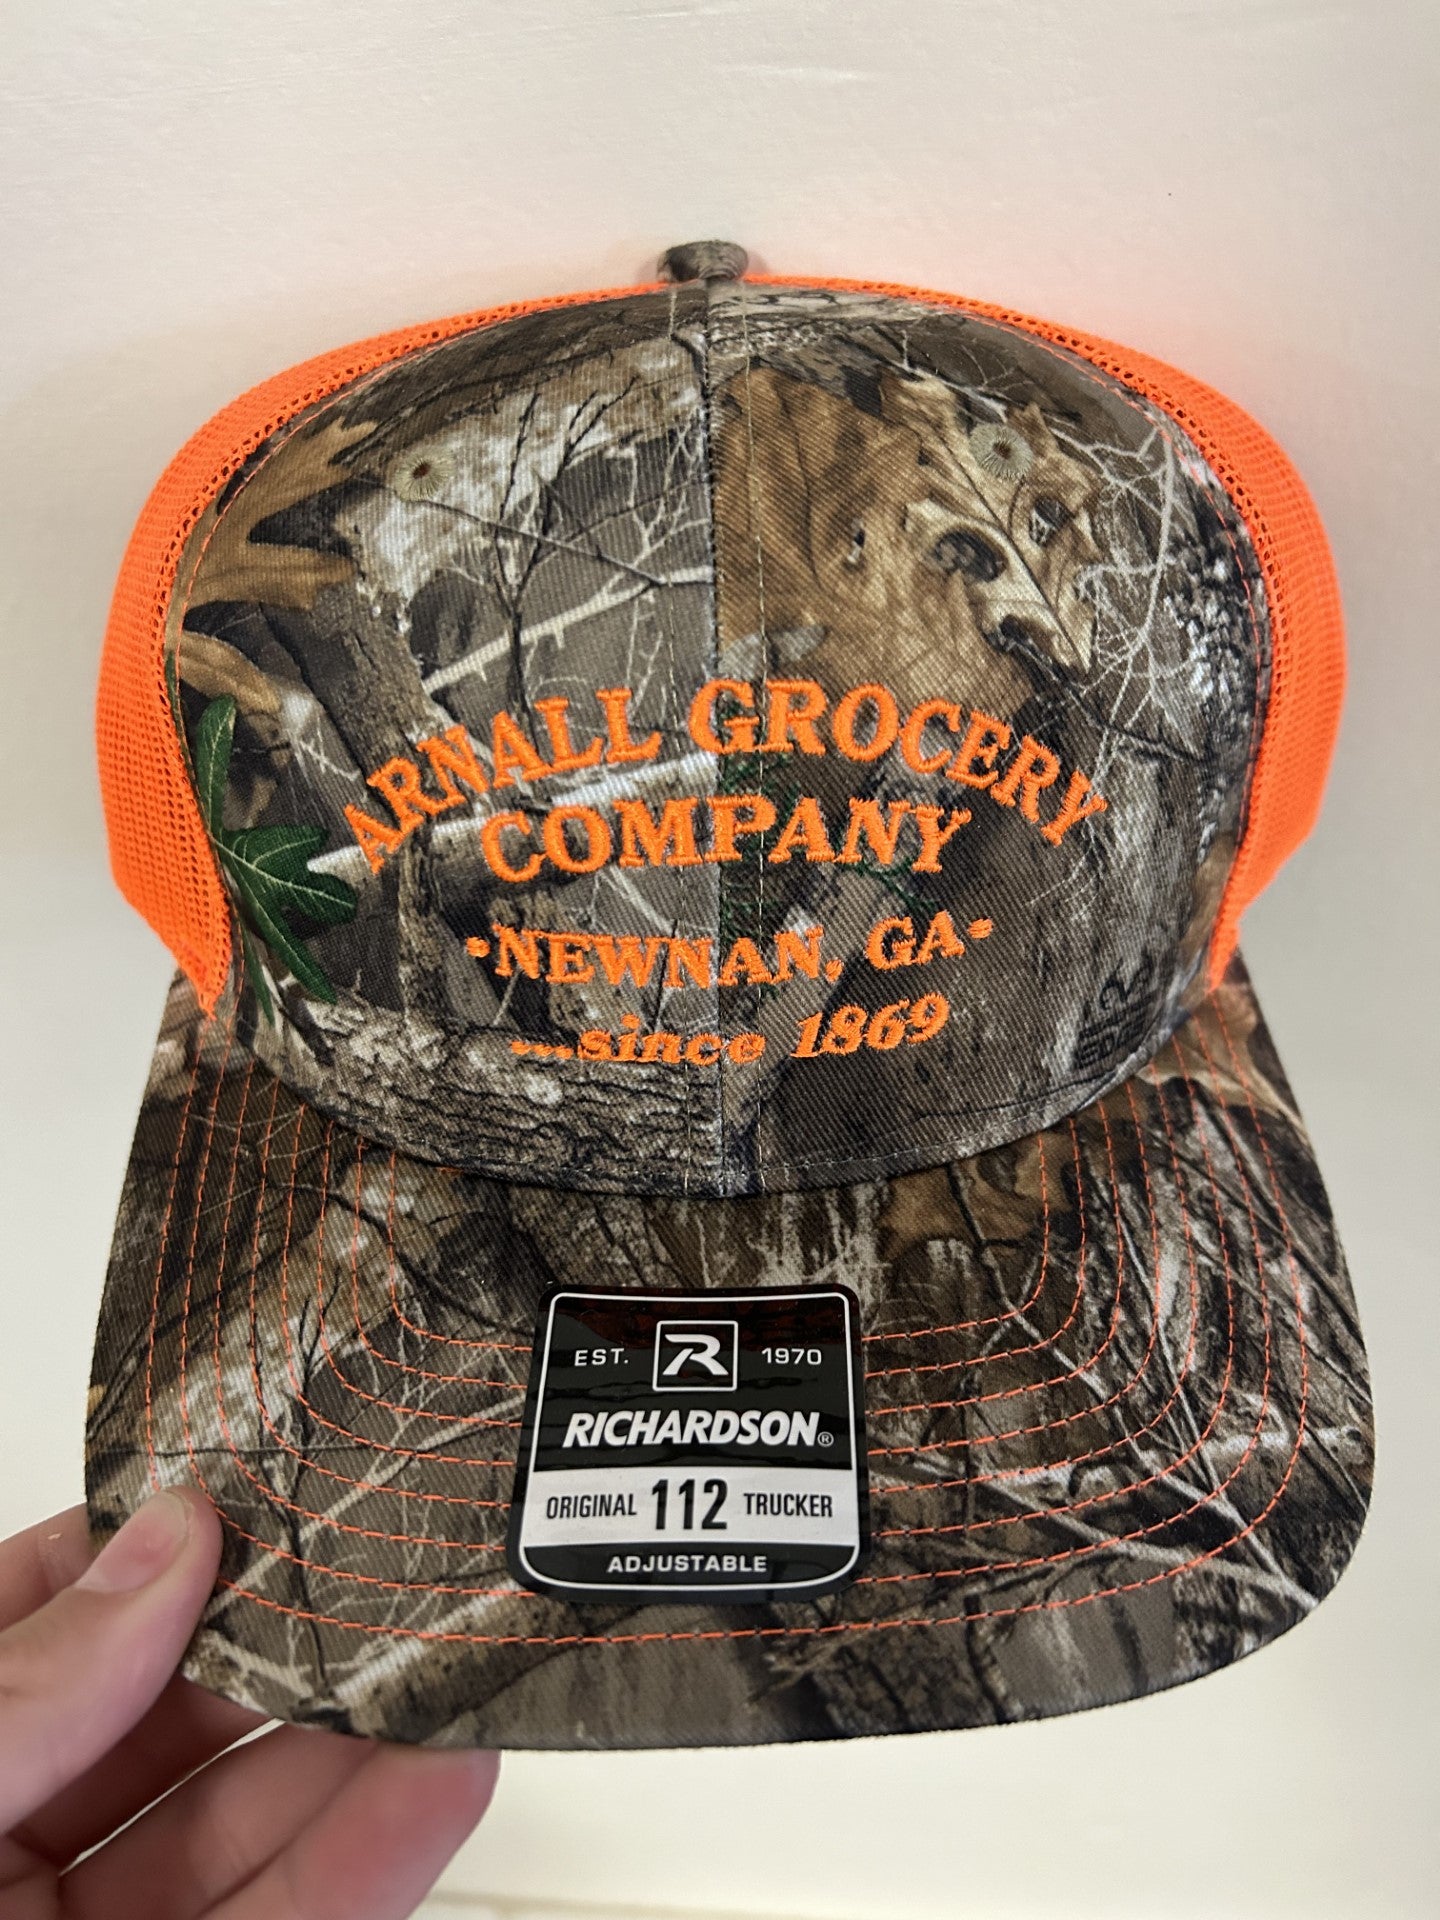 ARNALL GROCERY
COMPANY
•NEWNAN, GA•
...since 1869
EST. R 1970
RICHARDSON®
ORIGINAL 112 TRUCKER
ADJUSTABLE